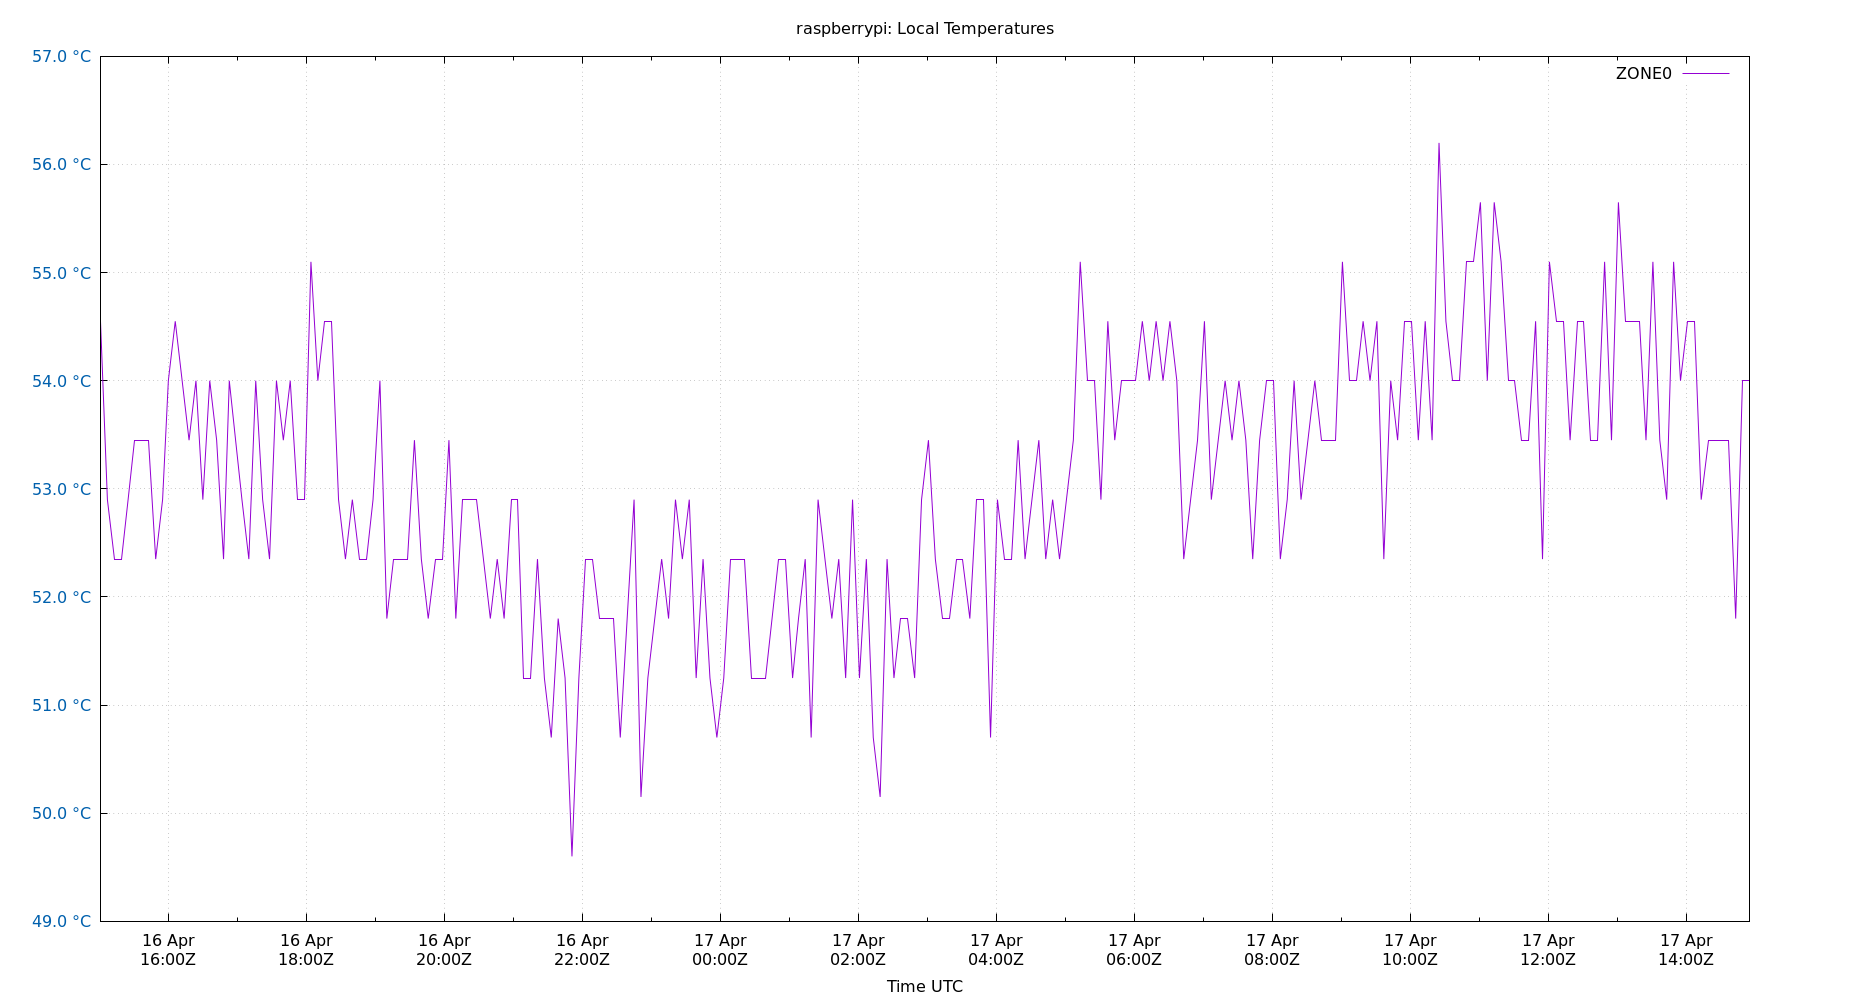 raspberrypi: Local Temperatures
57.0 °C
ZONE0
56.0 °C
55.0 °C
54.0 °C
53.0 °C
52.0 °C
51.0 °C
50.0 °C
49.0 °C
16 Apr 16 Apr 16 Apr 16 Apr 17 Apr 17 Apr 17 Apr 17 Apr 17 Apr 17 Apr 17 Apr 17 Apr
16:00Z 18:00Z 20:00Z 22:00Z 00:00Z 02:00Z 04:00Z 06:00Z 08:00Z 10:00Z 12:00Z 14:00Z
Time UTC